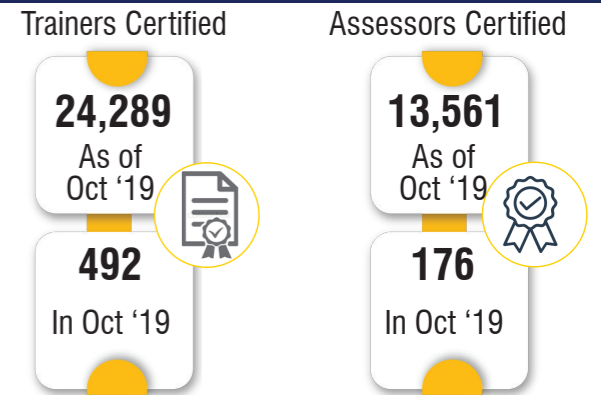 Trainers Certified
24,289
As of
Oct ‘19
492
In Oct ‘19
Assessors Certified
13,561
As of
Oct ‘19
176
In Oct ‘19